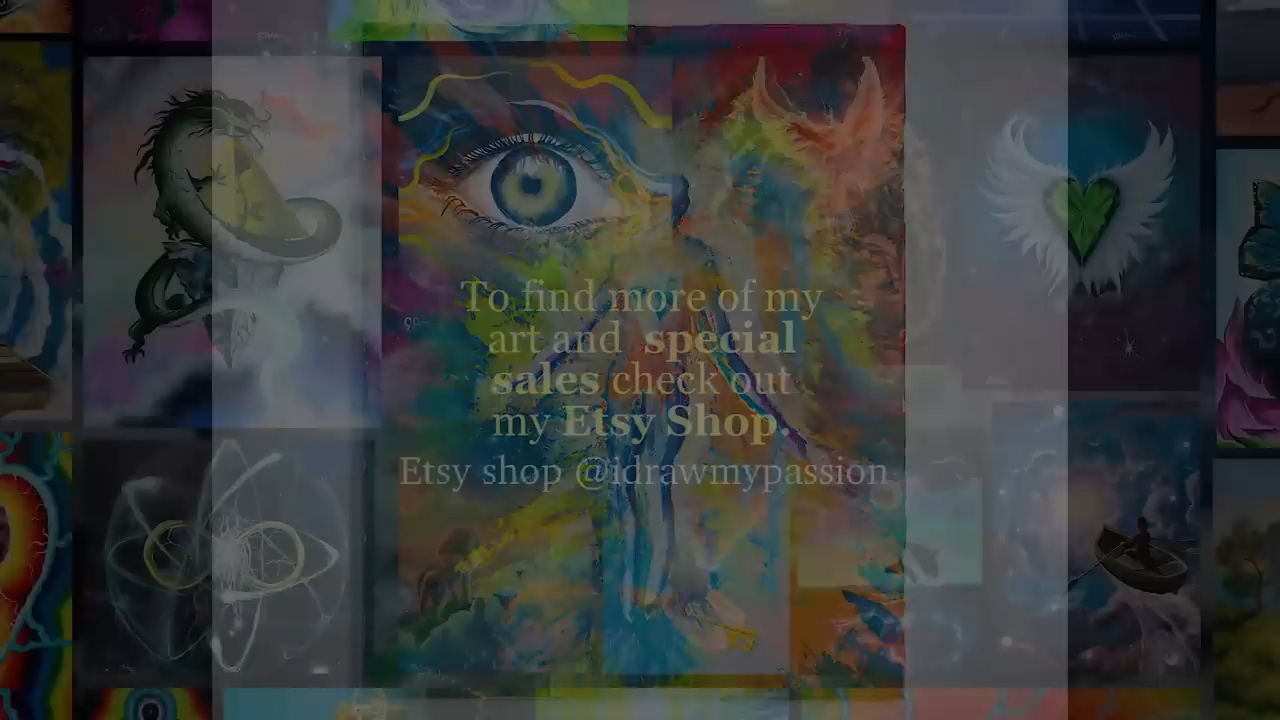 To find more of my
art and special
sales check out
my Etsy Shop.
Etsy shop @idrawmypassion